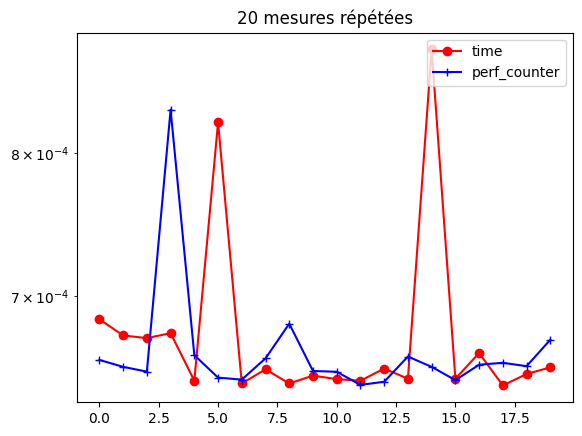 20 mesures répétées
time
perf_counter
8 × 10⁻⁴
7 × 10⁻⁴
0.0 2.5 5.0 7.5 10.0 12.5 15.0 17.5